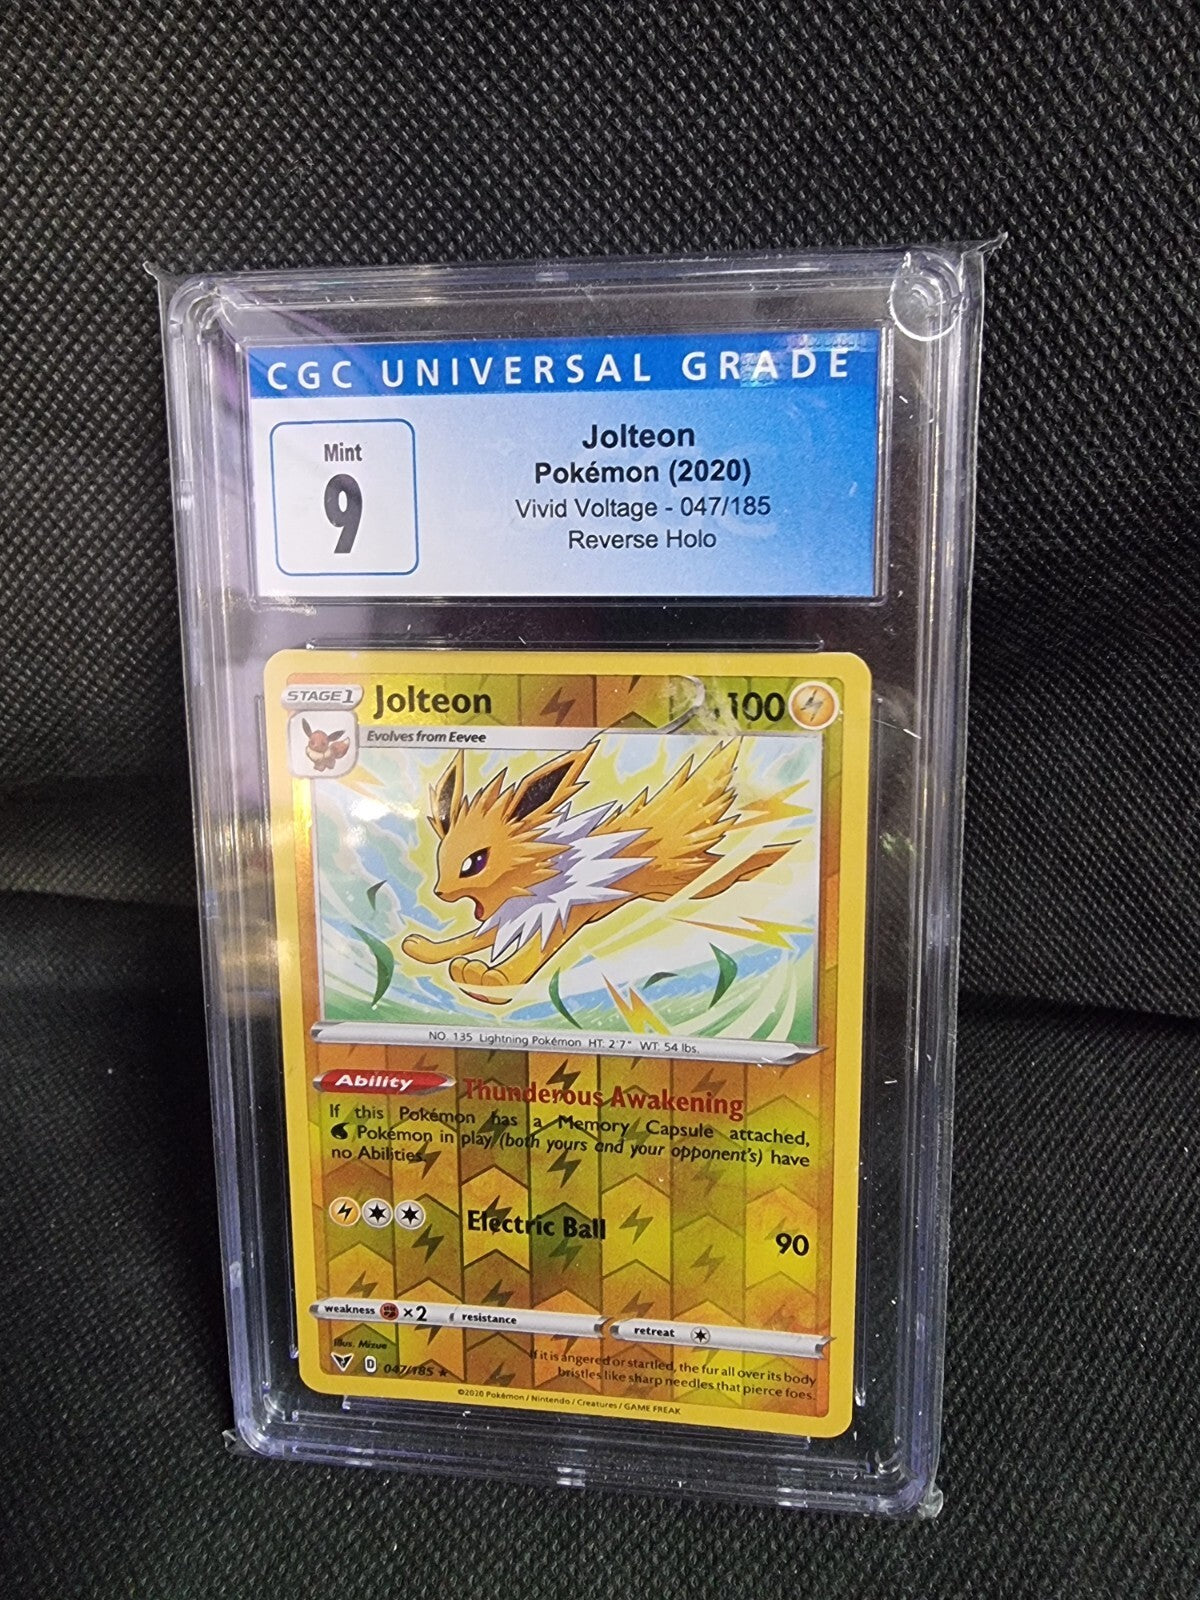 CGC UNIVERSAL GRADE
Mint
9
Jolteon
Pokémon (2020)
Vivid Voltage - 047/185
Reverse Holo
STAGE 1
Jolteon
100
Evolves from Eevee
NO. 135 Lightning Pokémon HT: 2'7" WT: 54 lbs.
Ability Thunderous Awakening
If this Pokémon has a Memory Capsule attached,
Pokémon in play (both yours and your opponent's) have
no Abilities.
Electric Ball
90
weakness ×2 resistance retreat
Illus. Mizue
D 047/185 ★
If it is angered or startled, the fur all over its body
bristles like sharp needles that pierce foes.
©2020 Pokémon / Nintendo / Creatures / GAME FREAK